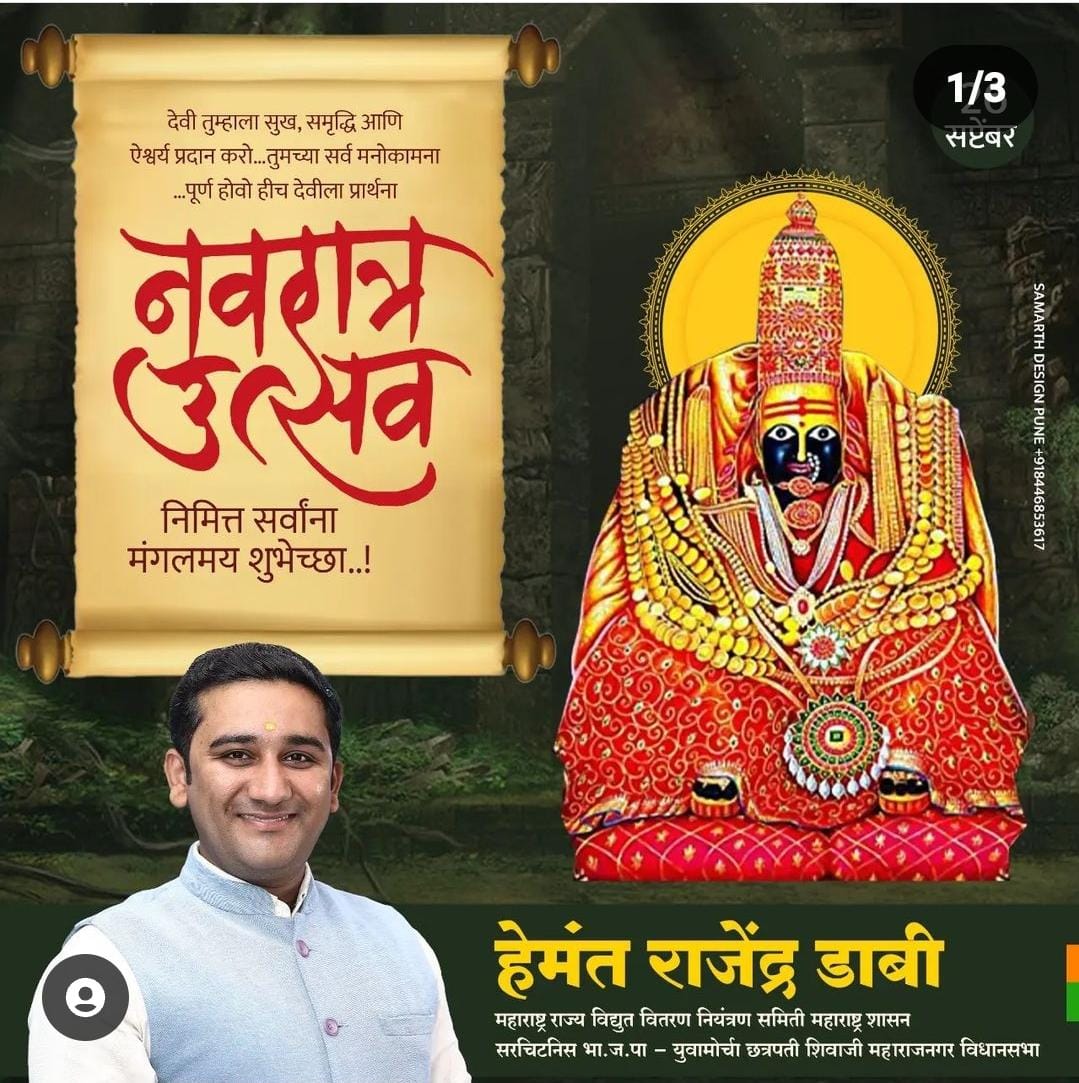 देवी तुम्हाला सुख, समृद्धि आणि
ऐश्वर्य प्रदान करो...तुमच्या सर्व मनोकामना
...पूर्ण होवो हीच देवीला प्रार्थना
नवरात्र
उत्सव
निमित्त सर्वांना
मंगलमय शुभेच्छा..!
1/3
सप्टेंबर
SAMARTH DESIGN PUNE +918446853617
हेमंत राजेंद्र डाबी
महाराष्ट्र राज्य विद्युत वितरण नियंत्रण समिती महाराष्ट्र शासन
सरचिटनिस भा.ज.पा – युवामोर्चा छत्रपती शिवाजी महाराजनगर विधानसभा